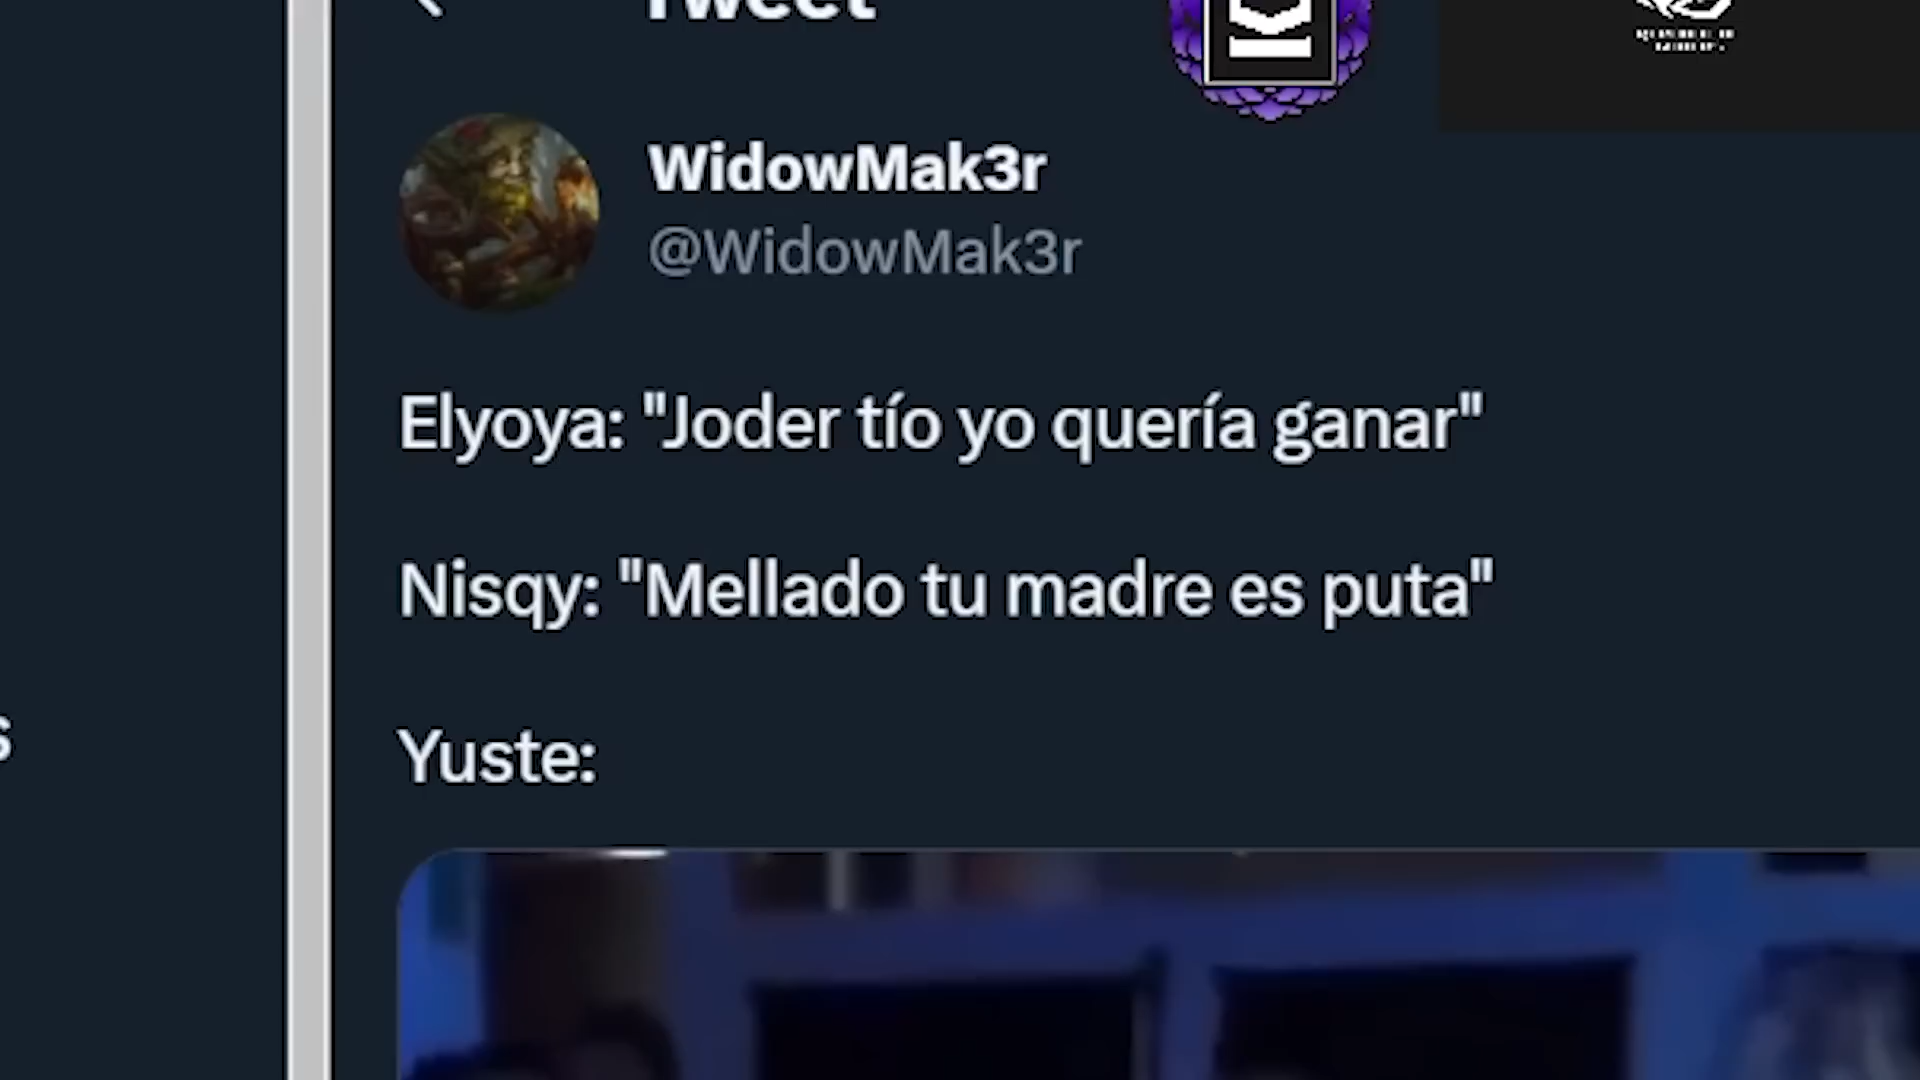 Tweet
WidowMak3r
@WidowMak3r
Elyoya: "Joder tío yo quería ganar"
Nisqy: "Mellado tu madre es puta"
Yuste:
s